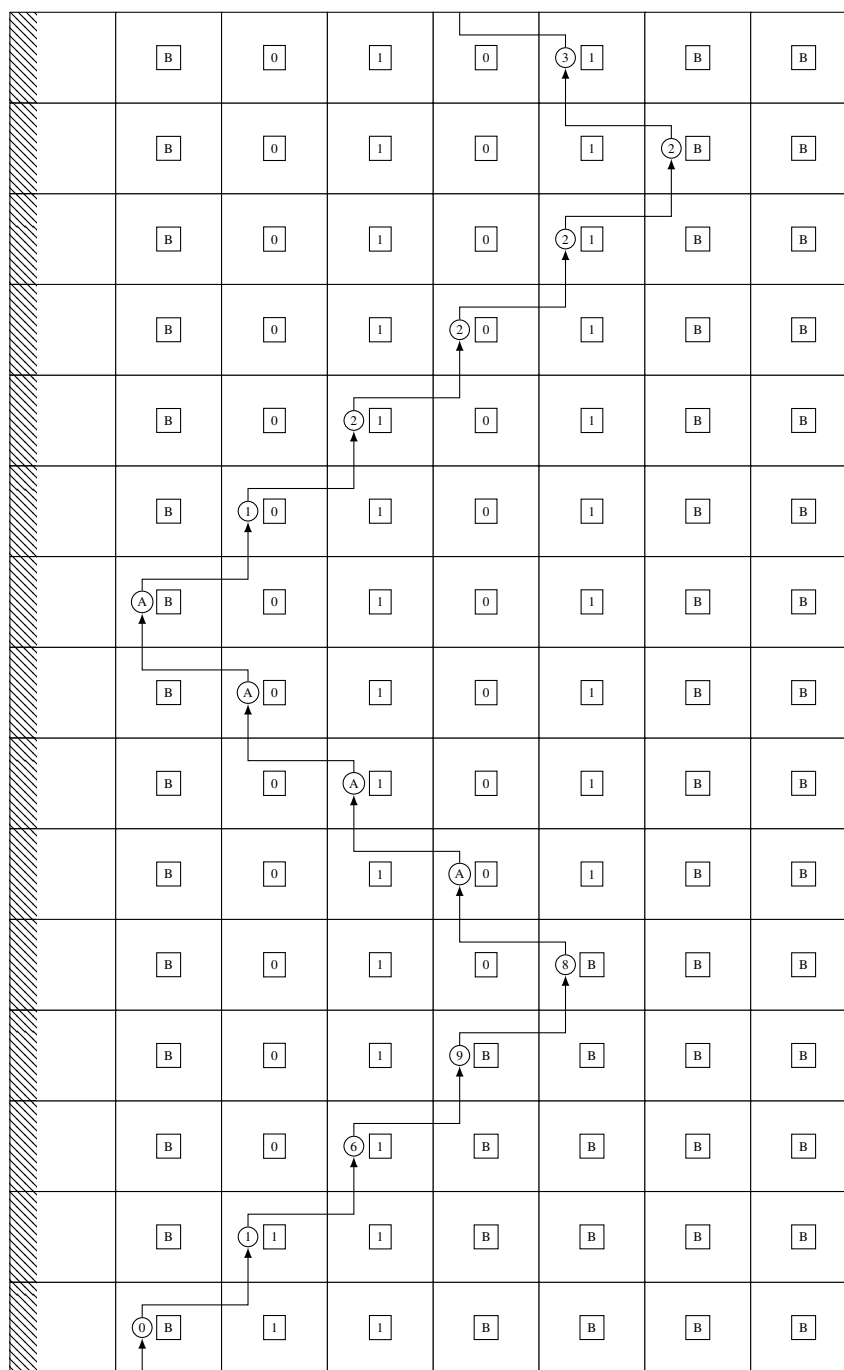 B 0 1 0 3 1 B B
B 0 1 0 1 2 B B
B 0 1 0 2 1 B B
B 0 1 2 0 1 B B
B 0 2 1 0 1 B B
B 1 0 1 0 1 B B
A B 0 1 0 1 B B
B A 0 1 0 1 B B
B 0 A 1 0 1 B B
B 0 1 A 0 1 B B
B 0 1 0 8 B B B
B 0 1 9 B B B B
B 0 6 1 B B B B
B 1 1 1 B B B B
0 B 1 1 B B B B